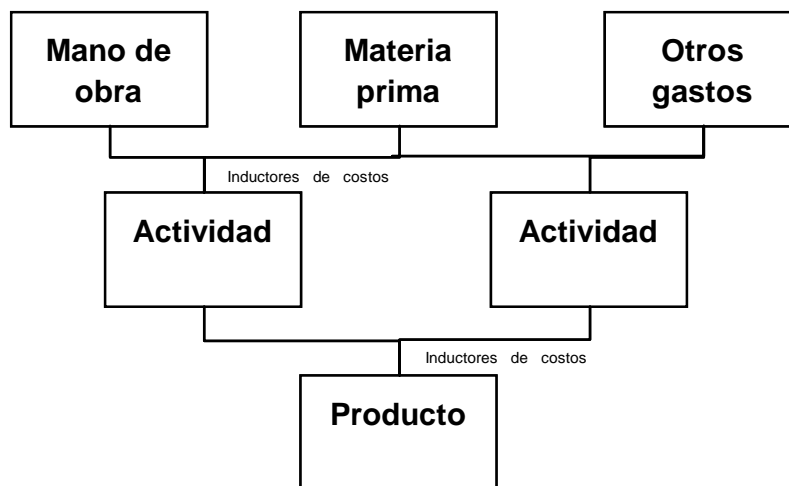 Mano de
obra
Materia
prima
Otros
gastos
Inductores de costos
Actividad
Actividad
Inductores de costos
Producto